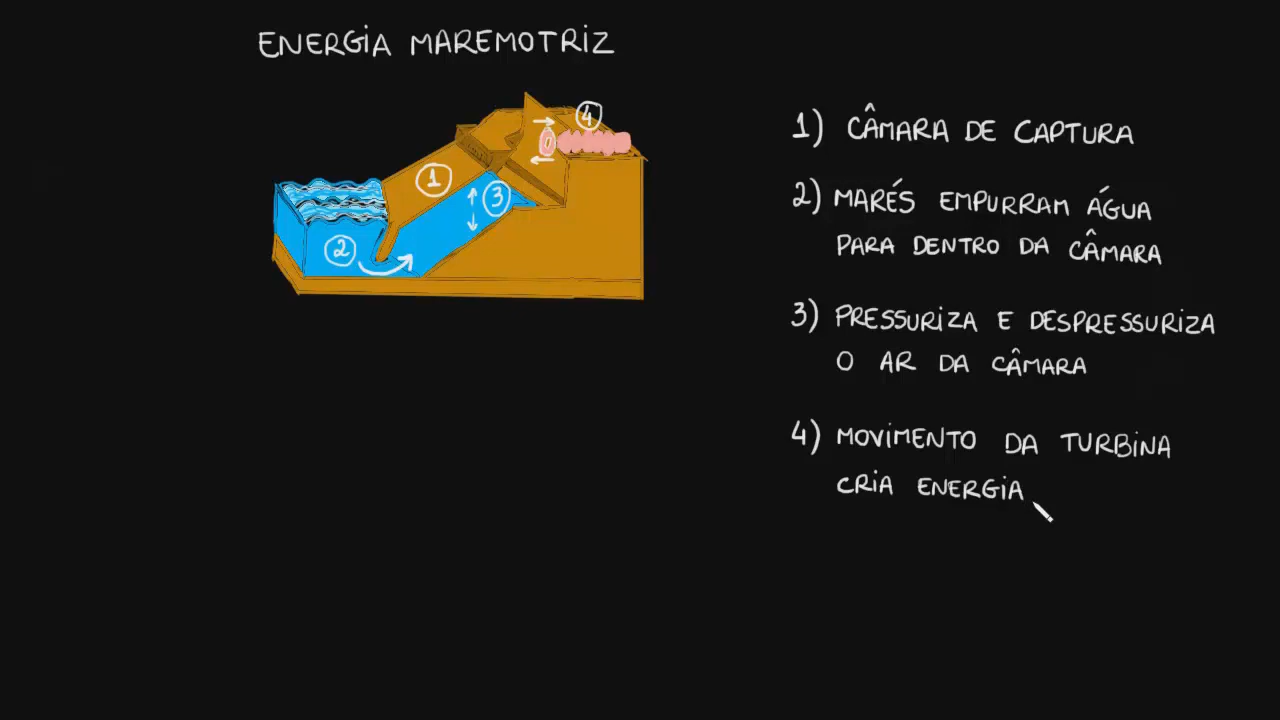 ENERGIA MAREMOTRIZ
4
1
3
2
1) CÂMARA DE CAPTURA
2) MARÉS EMPURRAM ÁGUA
PARA DENTRO DA CÂMARA
3) PRESSURIZA E DESPRESSURIZA
O AR DA CÂMARA
4) MOVIMENTO DA TURBINA
CRIA ENERGIA